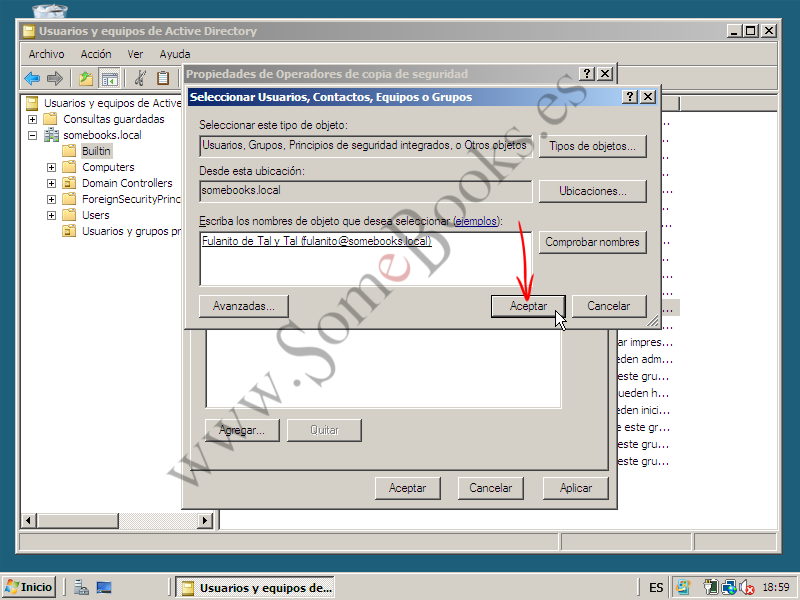 Usuarios y equipos de Active Directory
Archivo Acción Ver Ayuda
Propiedades de Operadores de copia de seguridad
Seleccionar Usuarios, Contactos, Equipos o Grupos
Usuarios y equipos de Active
Consultas guardadas
somebooks.local
Builtin
Computers
Domain Controllers
ForeignSecurityPrinc
Users
Usuarios y grupos pr
Seleccionar este tipo de objeto:
Usuarios, Grupos, Principios de seguridad integrados, o Otros objetos
Tipos de objetos...
Desde esta ubicación:
somebooks.local
Ubicaciones...
Escriba los nombres de objeto que desea seleccionar (ejemplos):
Fulanito de Tal y Tal (fulanito@somebooks.local)
Comprobar nombres
Avanzadas...
Aceptar
Cancelar
ar impres...
eden adm...
este gru...
ueden h...
eden inici...
e este gr...
este gru...
este gru...
Agregar...
Quitar
Aceptar
Cancelar
Aplicar
www.SomeBooks.es
Inicio
Usuarios y equipos de...
ES
18:59